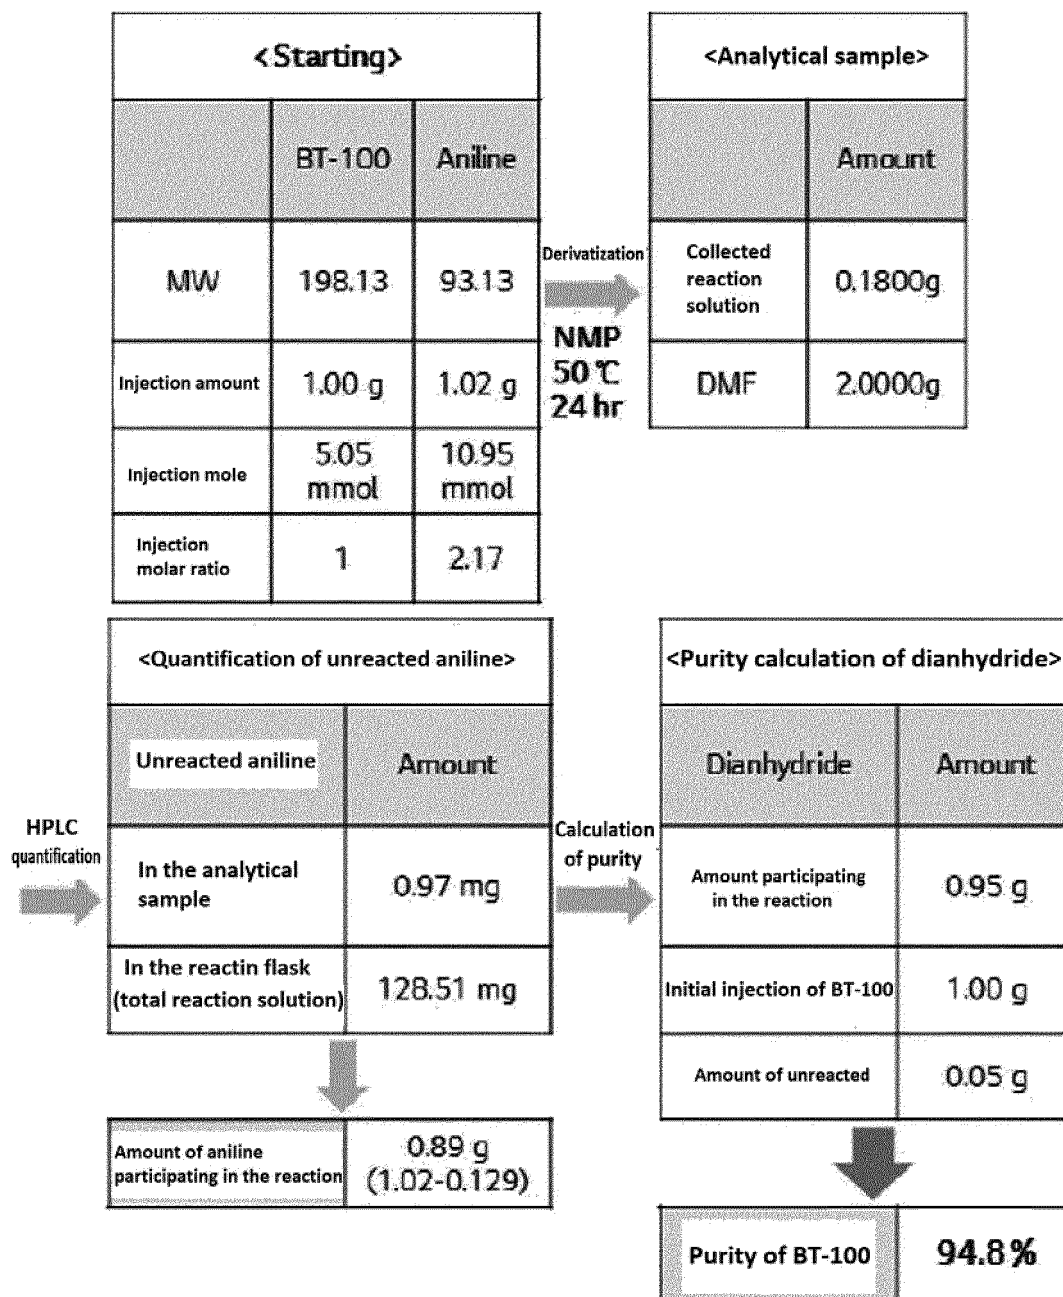 <Starting>
BT-100 Aniline
MW 198.13 93.13
Injection amount 1.00 g 1.02 g
Injection mole 5.05 mmol 10.95 mmol
Injection molar ratio 1 2.17
Derivatization
NMP
50 ℃
24 hr
<Analytical sample>
Amount
Collected reaction solution 0.1800g
DMF 2.0000g
HPLC
quantification
<Quantification of unreacted aniline>
Unreacted aniline Amount
In the analytical sample 0.97 mg
In the reactin flask (total reaction solution) 128.51 mg
Amount of aniline participating in the reaction 0.89 g (1.02-0.129)
Calculation
of purity
<Purity calculation of dianhydride>
Dianhydride Amount
Amount participating in the reaction 0.95 g
Initial injection of BT-100 1.00 g
Amount of unreacted 0.05 g
Purity of BT-100 94.8%